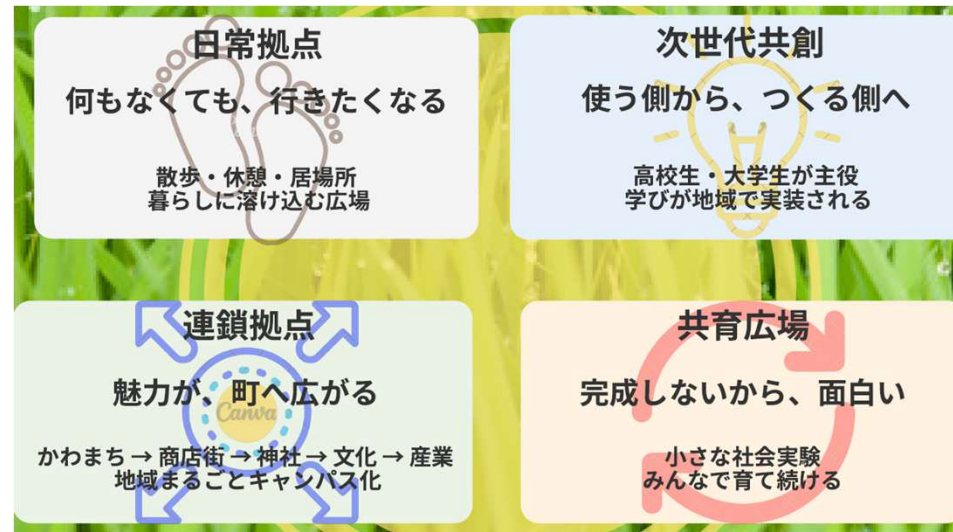 日常拠点
何もなくても、行きたくなる
散歩・休憩・居場所
暮らしに溶け込む広場
次世代共創
使う側から、つくる側へ
高校生・大学生が主役
学びが地域で実装される
連鎖拠点
魅力が、町へ広がる
Canva
かわまち → 商店街 → 神社 → 文化 → 産業
地域まるごとキャンパス化
共育広場
完成しないから、面白い
小さな社会実験
みんなで育て続ける